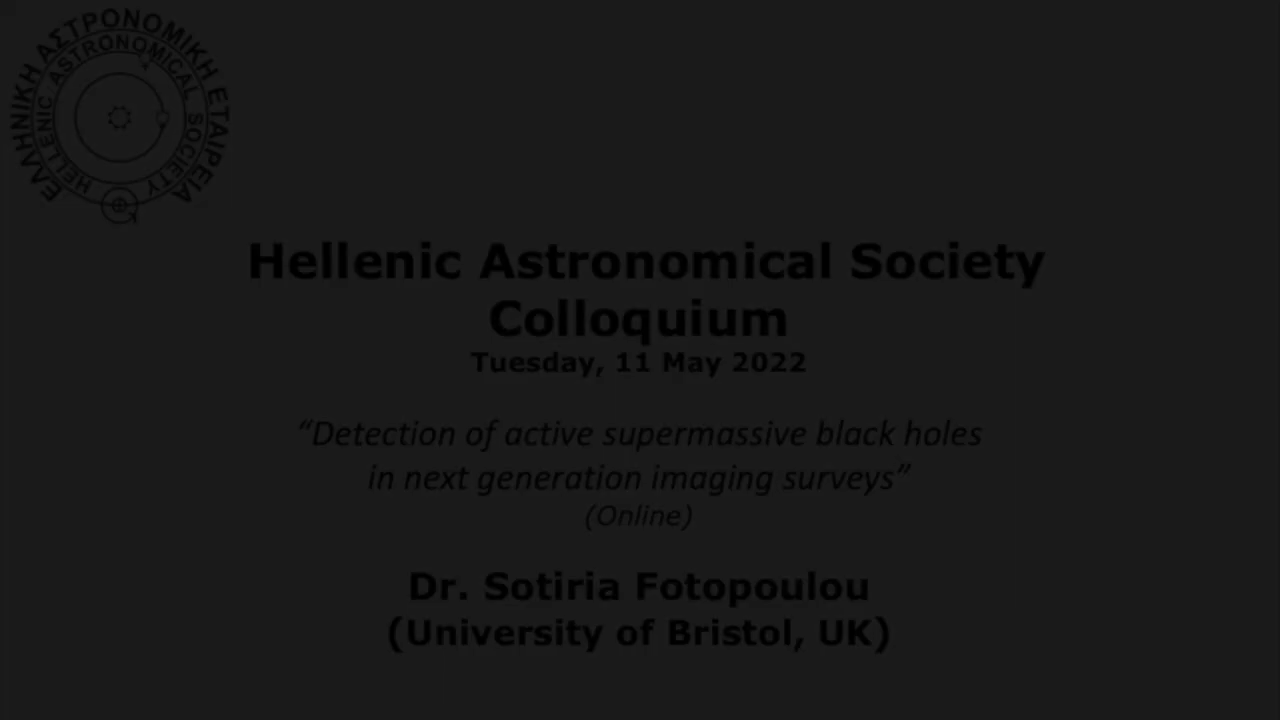 ΕΛΛΗΝΙΚΗ ΑΣΤΡΟΝΟΜΙΚΗ ΕΤΑΙΡΕΙΑ
HELLENIC ASTRONOMICAL SOCIETY
Hellenic Astronomical Society
Colloquium
Tuesday, 11 May 2022
“Detection of active supermassive black holes
in next generation imaging surveys”
(Online)
Dr. Sotiria Fotopoulou
(University of Bristol, UK)